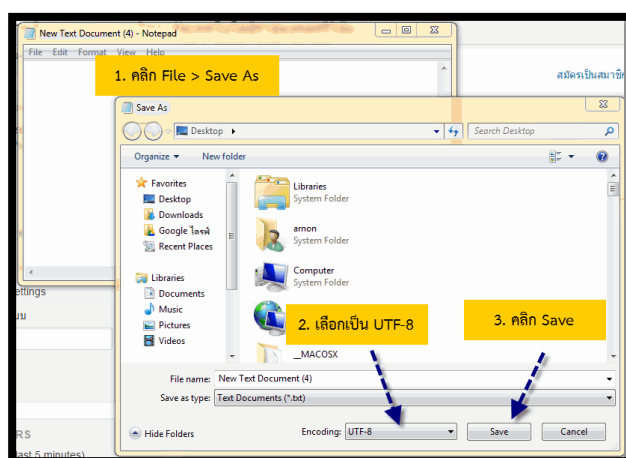 New Text Document (4) - Notepad
File Edit Format View Help
1. คลิก File > Save As
สมัครเป็นสมาชิก
Save As
Desktop
Search Desktop
Organize
New folder
Favorites
Desktop
Downloads
Google ไดรฟ์
Recent Places
Libraries
Documents
Music
Pictures
Videos
Libraries
System Folder
arnon
System Folder
Computer
System Folder
2. เลือกเป็น UTF-8
3. คลิก Save
__MACOSX
ettings
File name: New Text Document (4)
Save as type: Text Documents (*.txt)
Hide Folders
Encoding: UTF-8
Save
Cancel
RS
last 5 minutes)